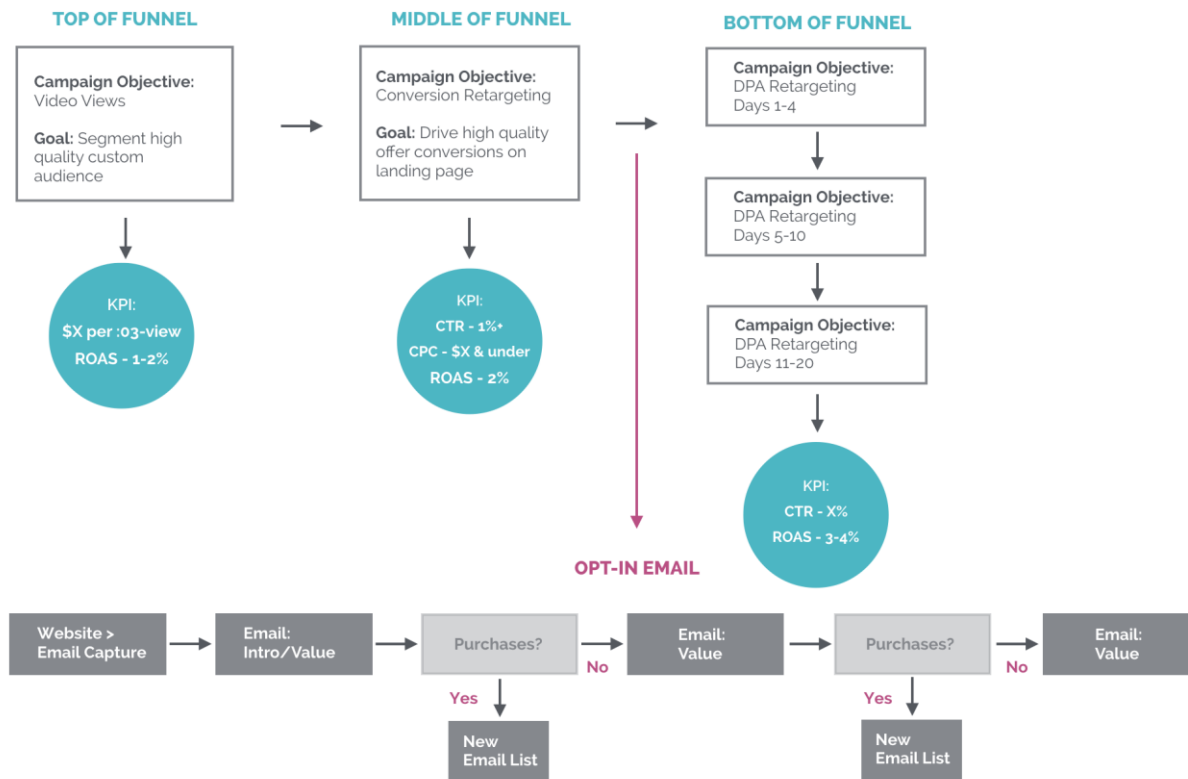 TOP OF FUNNEL
Campaign Objective:
Video Views
Goal: Segment high
quality custom
audience
KPI:
$X per :03-view
ROAS - 1-2%
MIDDLE OF FUNNEL
Campaign Objective:
Conversion Retargeting
Goal: Drive high quality
offer conversions on
landing page
KPI:
CTR - 1%+
CPC - $X & under
ROAS - 2%
BOTTOM OF FUNNEL
Campaign Objective:
DPA Retargeting
Days 1-4
Campaign Objective:
DPA Retargeting
Days 5-10
Campaign Objective:
DPA Retargeting
Days 11-20
KPI:
CTR - X%
ROAS - 3-4%
OPT-IN EMAIL
Website >
Email Capture
Email:
Intro/Value
Purchases?
No
Yes
New
Email List
Email:
Value
Purchases?
No
Yes
New
Email List
Email:
Value